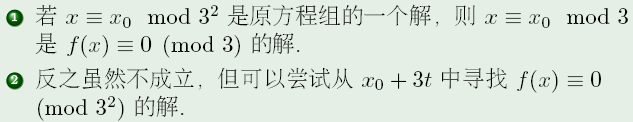 1 若 x ≡ x₀ mod 3² 是原方程组的一个解, 则 x ≡ x₀ mod 3
是 f(x) ≡ 0 (mod 3) 的解.
2 反之虽然不成立, 但可以尝试从 x₀ + 3t 中寻找 f(x) ≡ 0
(mod 3²) 的解.